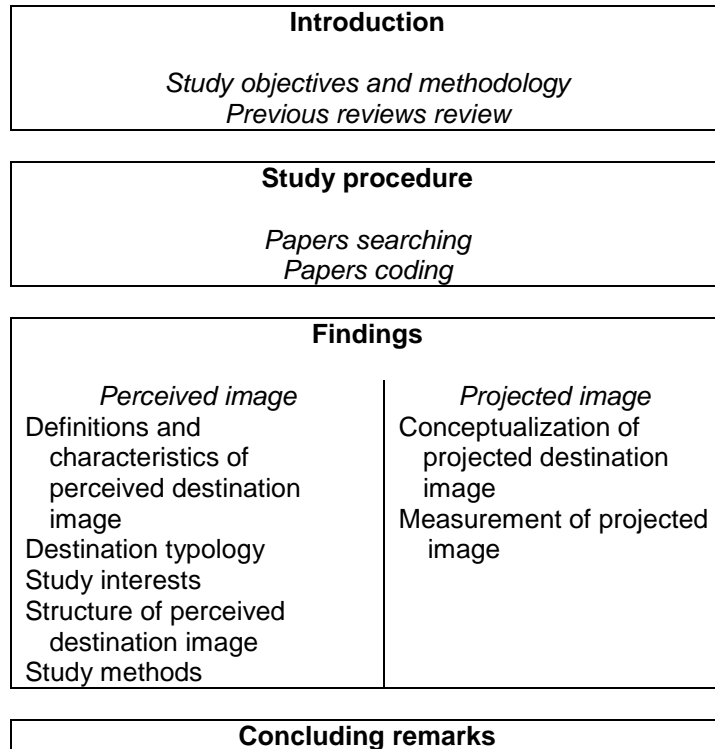 Introduction
Study objectives and methodology
Previous reviews review
Study procedure
Papers searching
Papers coding
Findings
Perceived image
Definitions and
characteristics of
perceived destination
image
Destination typology
Study interests
Structure of perceived
destination image
Study methods
Projected image
Conceptualization of
projected destination
image
Measurement of projected
image
Concluding remarks